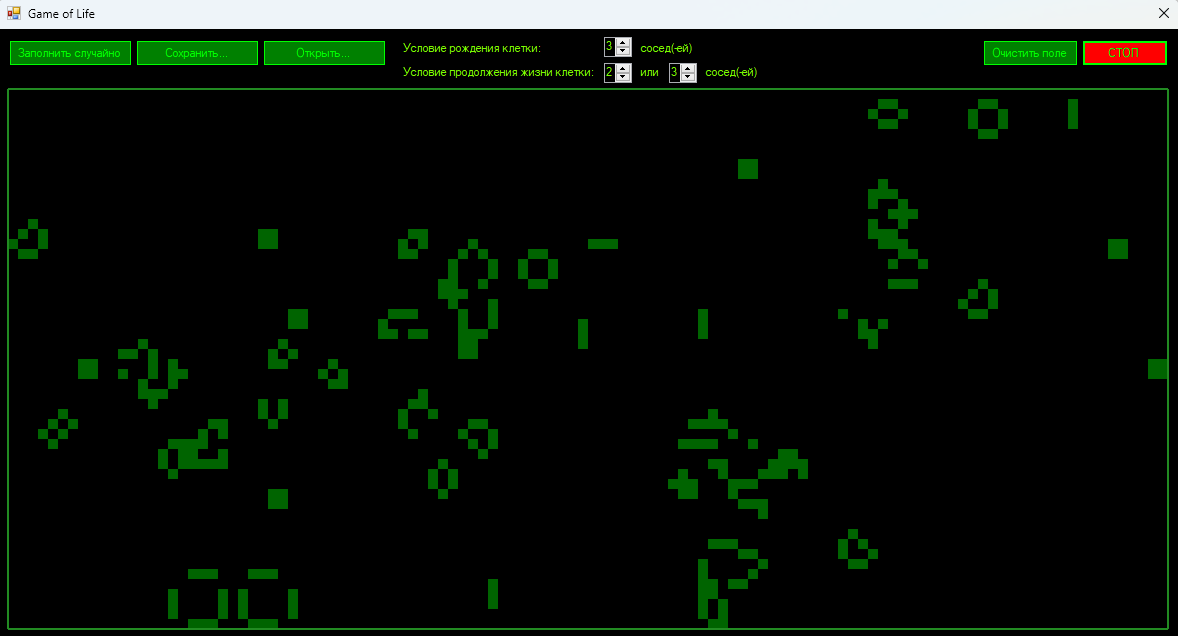 Game of Life
Заполнить случайно Сохранить... Открыть... Условие рождения клетки: 3 сосед(-ей) Очистить поле СТОП
Условие продолжения жизни клетки: 2 или 3 сосед(-ей)